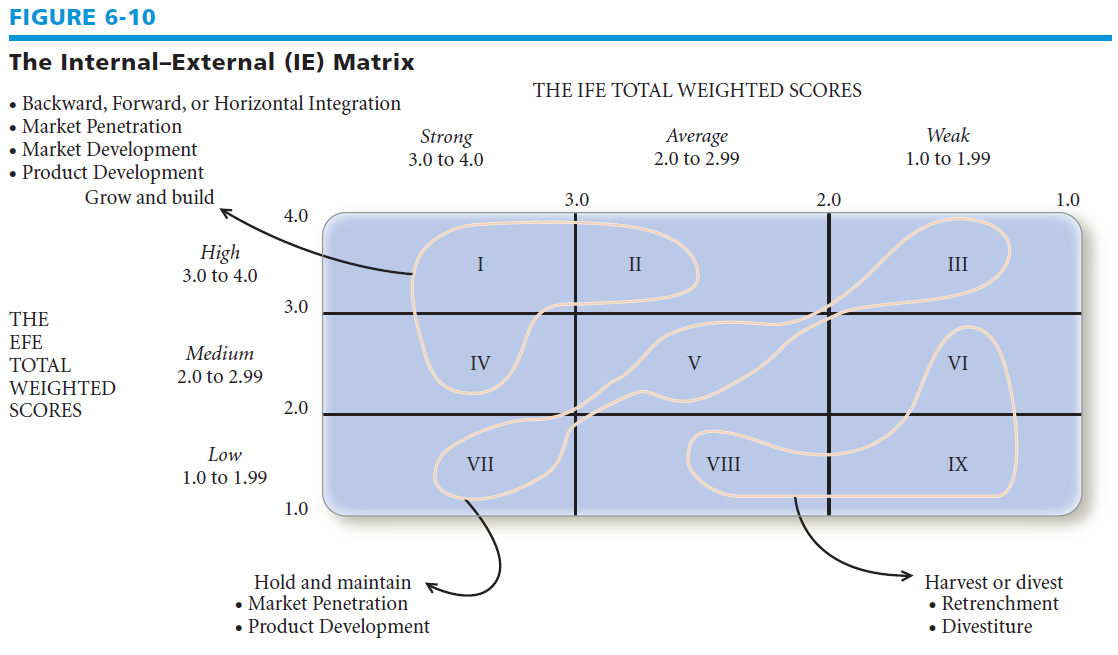 FIGURE 6-10
The Internal–External (IE) Matrix
THE IFE TOTAL WEIGHTED SCORES
• Backward, Forward, or Horizontal Integration
• Market Penetration
• Market Development
• Product Development
Grow and build
Strong
3.0 to 4.0
Average
2.0 to 2.99
Weak
1.0 to 1.99
3.0
2.0
1.0
4.0
High
3.0 to 4.0
3.0
THE
EFE
TOTAL
WEIGHTED
SCORES
Medium
2.0 to 2.99
2.0
Low
1.0 to 1.99
1.0
I
II
III
IV
V
VI
VII
VIII
IX
Hold and maintain
• Market Penetration
• Product Development
Harvest or divest
• Retrenchment
• Divestiture